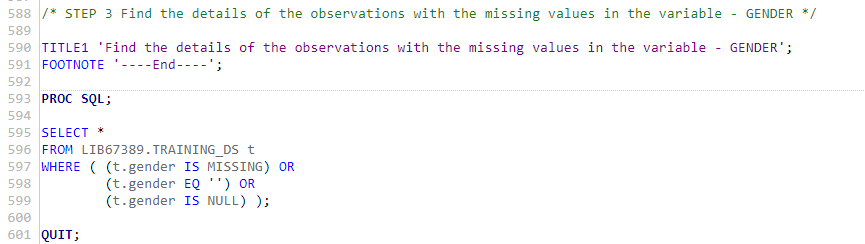 588 /* STEP 3 Find the details of the observations with the missing values in the variable - GENDER */
589
590 TITLE1 'Find the details of the observations with the missing values in the variable - GENDER';
591 FOOTNOTE '----End----';
592
593 PROC SQL;
594
595 SELECT *
596 FROM LIB67389.TRAINING_DS t
597 WHERE ( (t.gender IS MISSING) OR
598         (t.gender EQ '') OR
599         (t.gender IS NULL) );
600
601 QUIT;